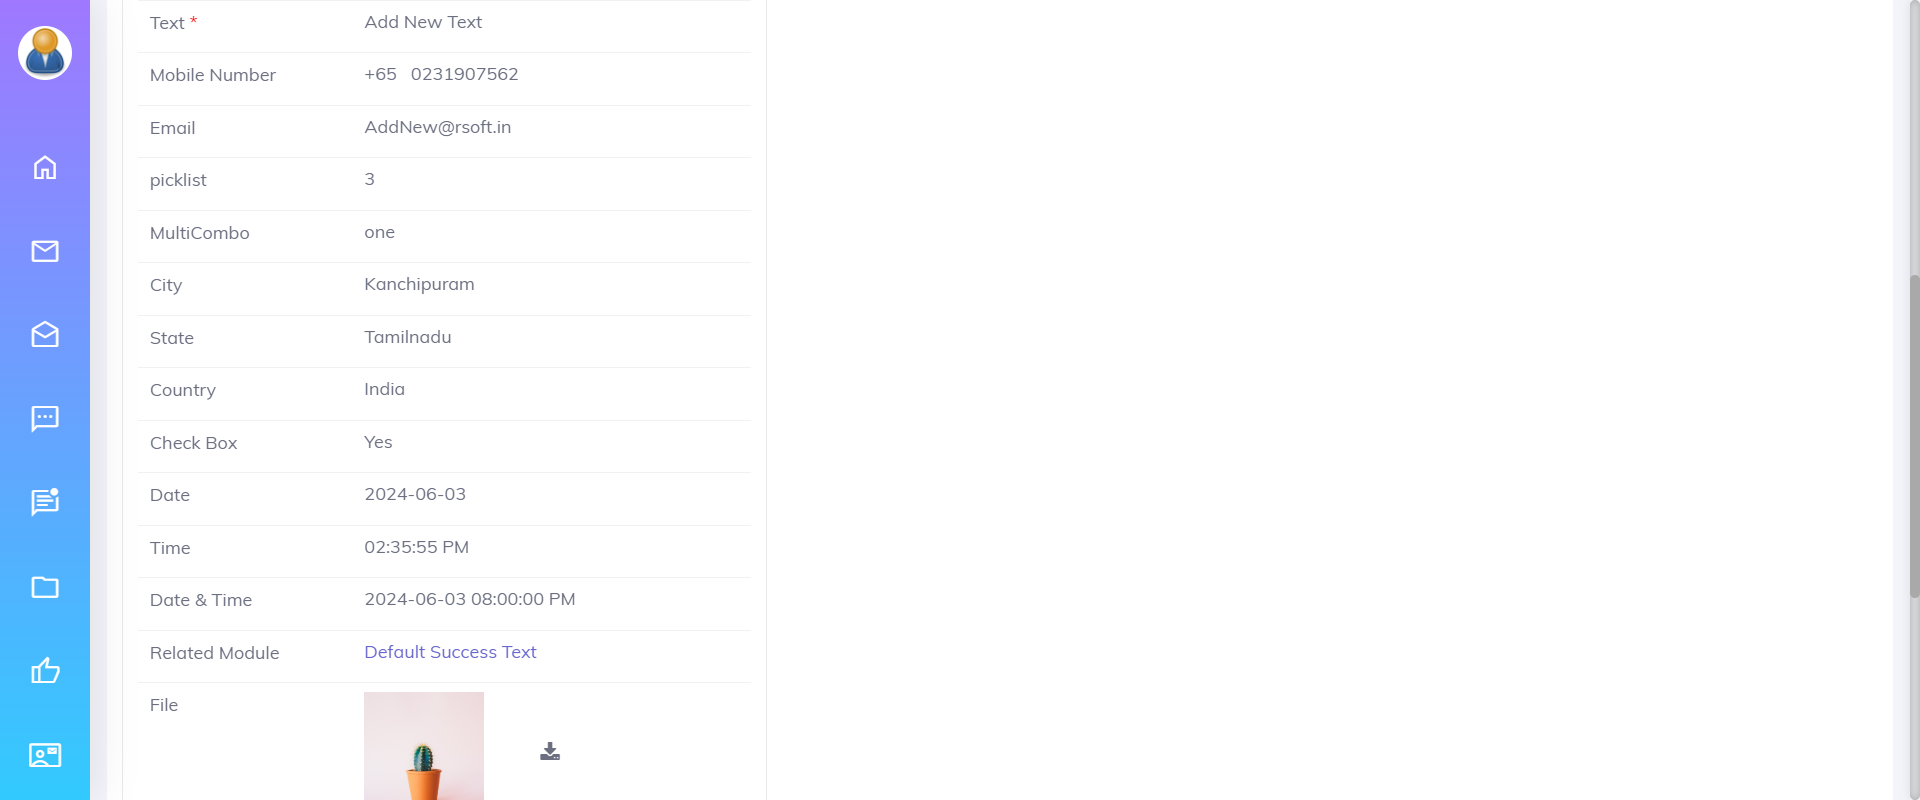 Text * Add New Text
Mobile Number +65 0231907562
Email AddNew@rsoft.in
picklist 3
MultiCombo one
City Kanchipuram
State Tamilnadu
Country India
Check Box Yes
Date 2024-06-03
Time 02:35:55 PM
Date & Time 2024-06-03 08:00:00 PM
Related Module Default Success Text
File